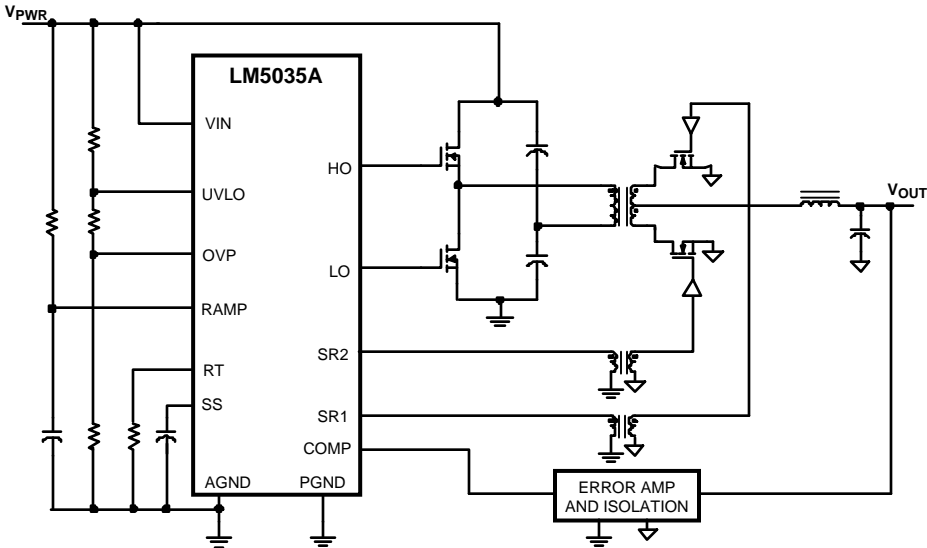 VPWR
LM5035A
VIN
UVLO
OVP
RAMP
RT
SS
AGND
PGND
HO
LO
SR2
SR1
COMP
VOUT
ERROR AMP
AND ISOLATION